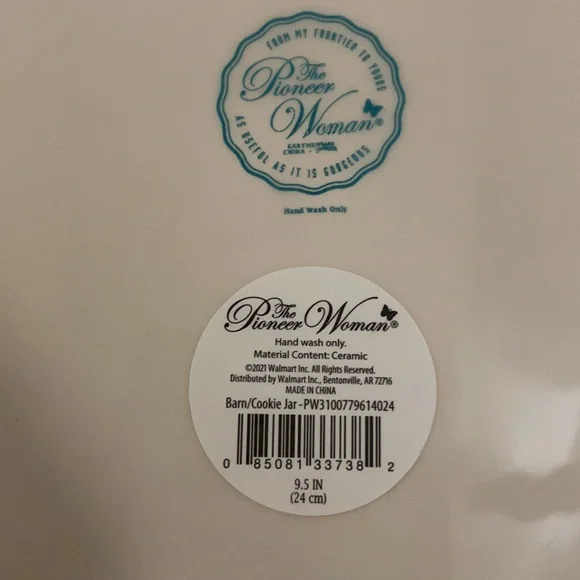 FROM MY FRONTIER TO YOURS
The
Pioneer
Woman®
EARTHENWARE
CHINA -
AS USEFUL AS IT IS GORGEOUS
Hand Wash Only
The
Pioneer Woman®
Hand wash only.
Material Content: Ceramic
©2021 Walmart Inc. All Rights Reserved.
Distributed by Walmart Inc., Bentonville, AR 72716
MADE IN CHINA
Barn/Cookie Jar -PW3100779614024
0 85081 33738 2
9.5 IN
(24 cm)